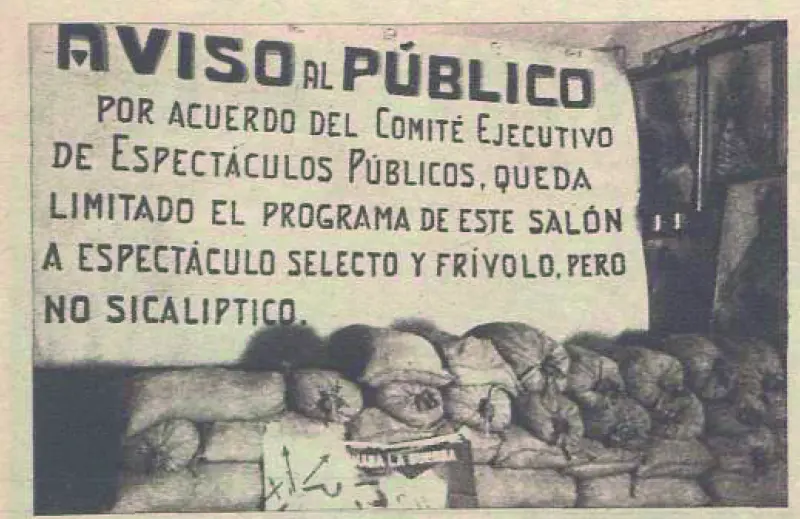 AVISO AL PÚBLICO
POR ACUERDO DEL COMITÉ EJECUTIVO
DE ESPECTÁCULOS PÚBLICOS, QUEDA
LIMITADO EL PROGRAMA DE ESTE SALÓN
A ESPECTÁCULO SELECTO Y FRÍVOLO, PERO
NO SICALIPTICO.